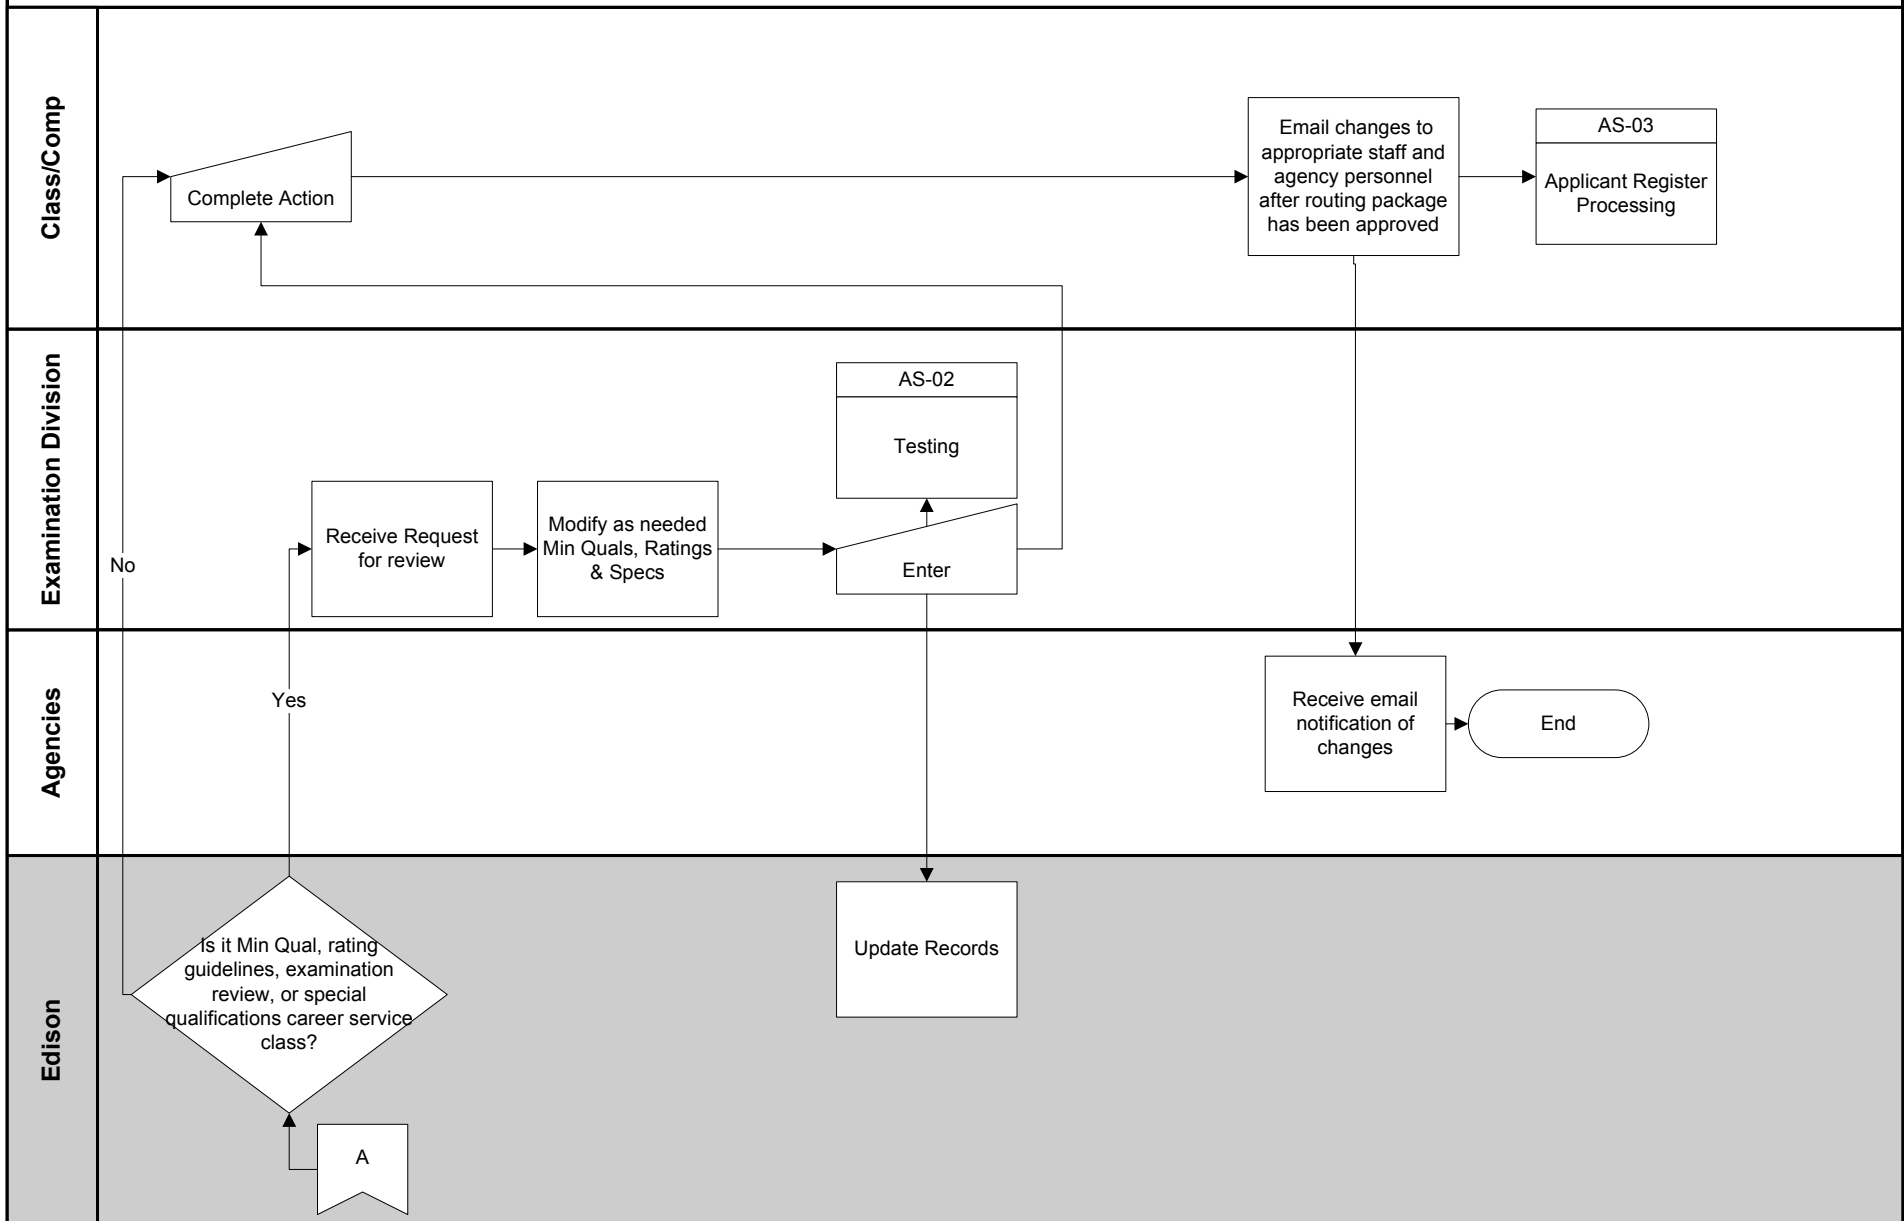 Class/Comp
Complete Action
Email changes to
appropriate staff and
agency personnel
after routing package
has been approved
AS-03
Applicant Register
Processing
Examination Division
No
Receive Request
for review
Modify as needed
Min Quals, Ratings
& Specs
AS-02
Testing
Enter
Agencies
Yes
Receive email
notification of
changes
End
Edison
Is it Min Qual, rating
guidelines, examination
review, or special
qualifications career service
class?
Update Records
A